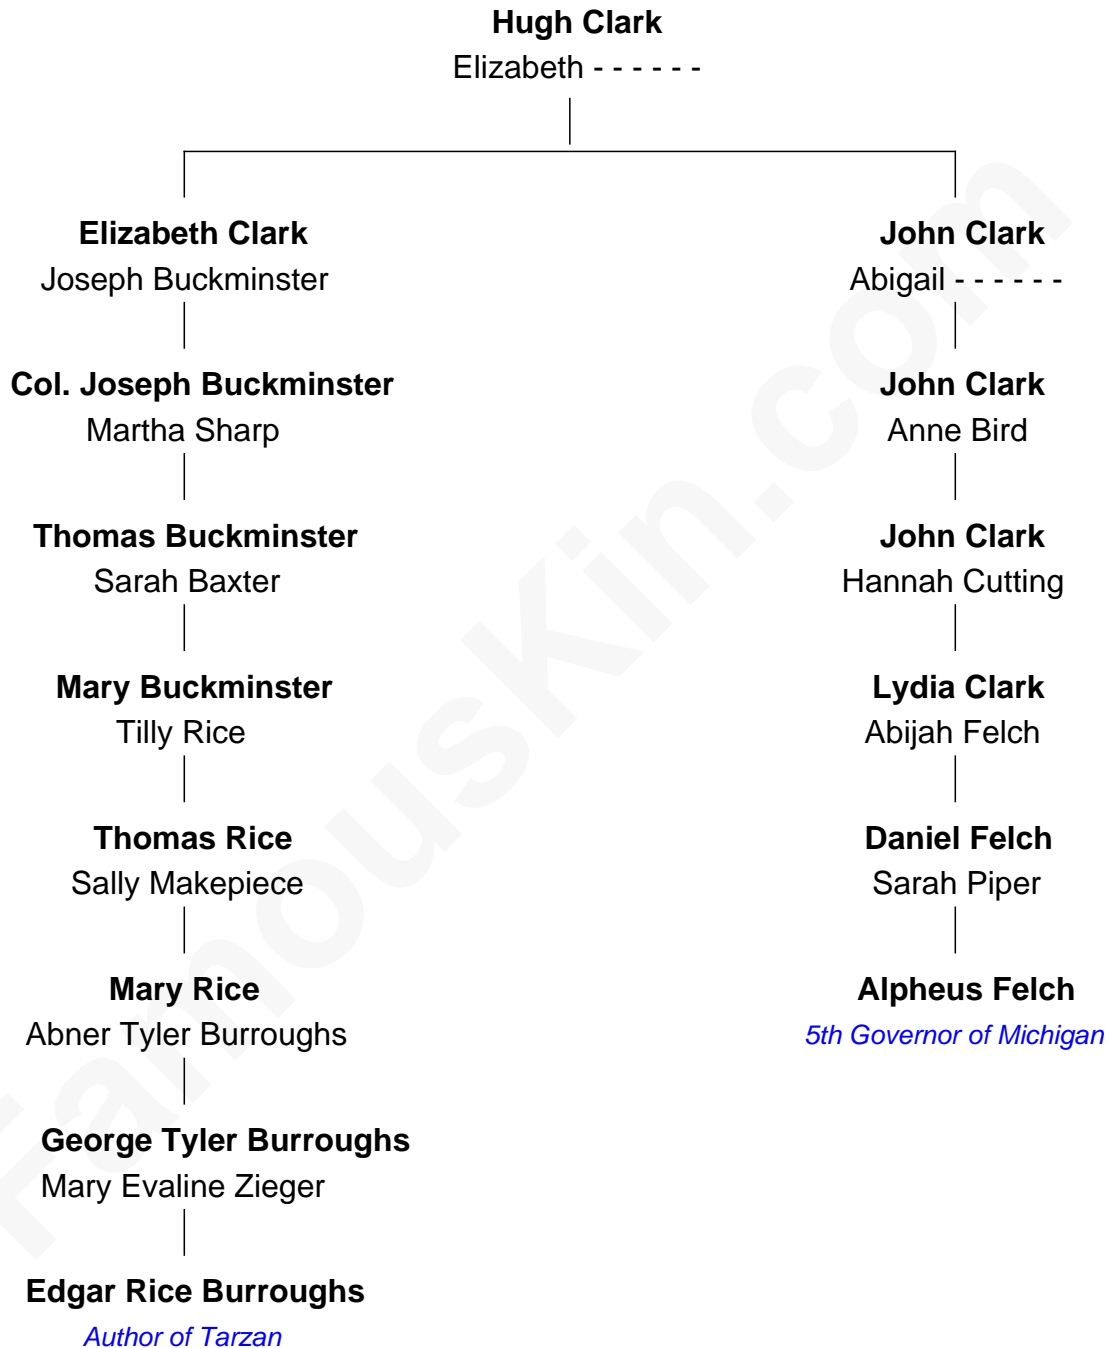 Hugh Clark
Elizabeth - - - - - -
Elizabeth Clark
Joseph Buckminster
John Clark
Abigail - - - - - -
Col. Joseph Buckminster
Martha Sharp
John Clark
Anne Bird
Thomas Buckminster
Sarah Baxter
John Clark
Hannah Cutting
Mary Buckminster
Tilly Rice
Lydia Clark
Abijah Felch
Thomas Rice
Sally Makepiece
Daniel Felch
Sarah Piper
Mary Rice
Abner Tyler Burroughs
Alpheus Felch
5th Governor of Michigan
George Tyler Burroughs
Mary Evaline Zieger
Edgar Rice Burroughs
Author of Tarzan
FamousKin.com